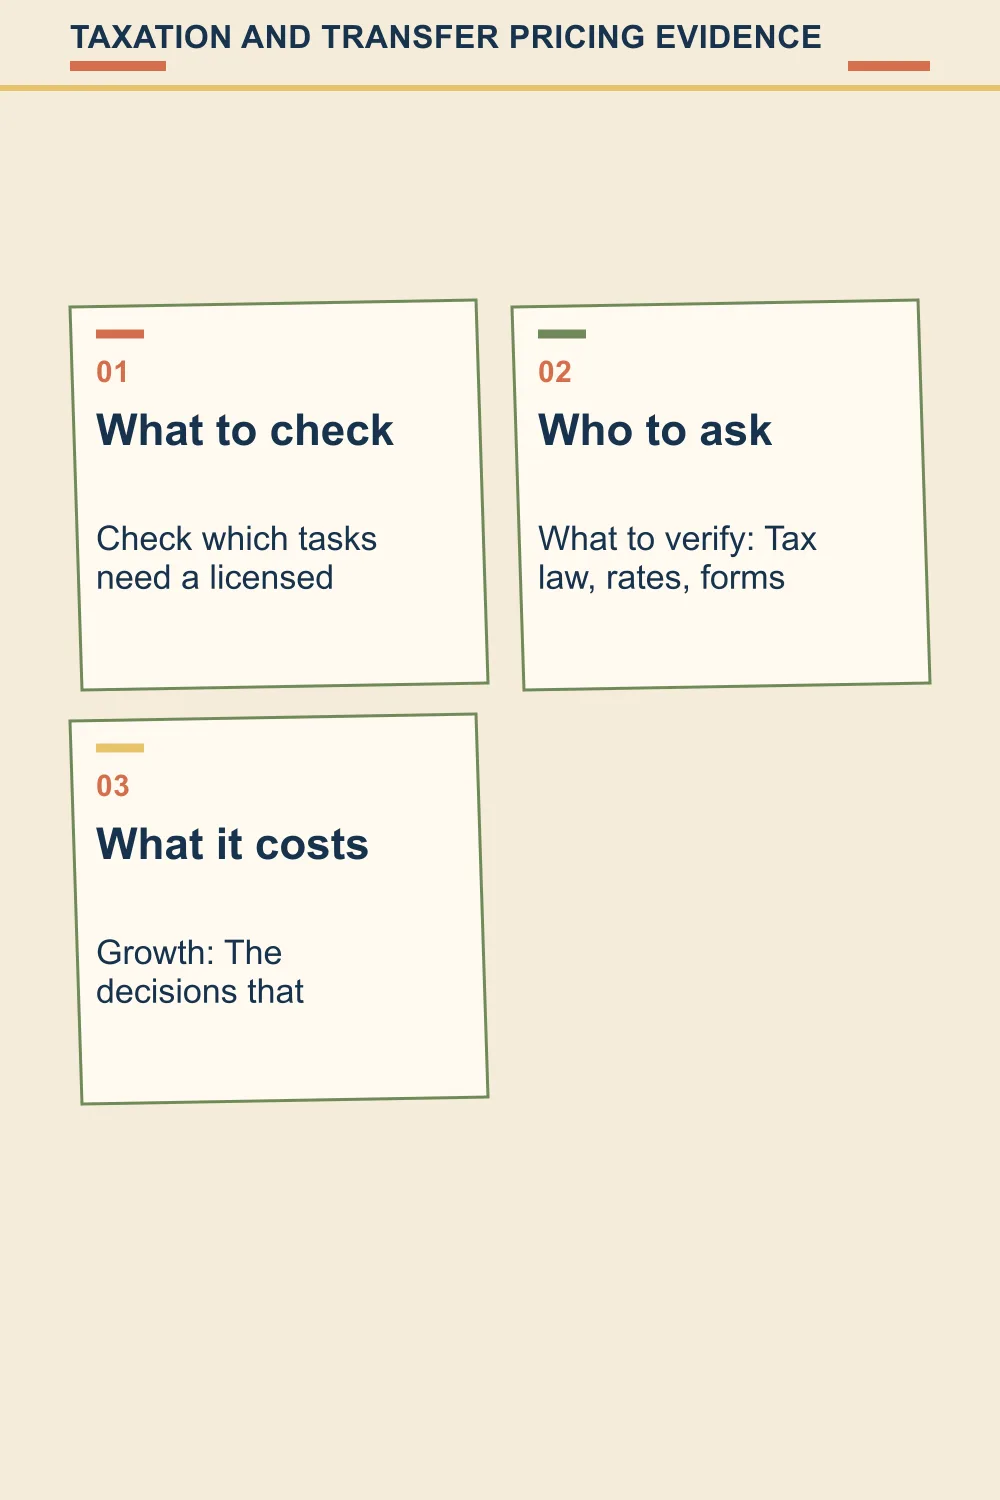 TAXATION AND TRANSFER PRICING EVIDENCE
01
What to check
Check which tasks
need a licensed
02
Who to ask
What to verify: Tax
law, rates, forms
03
What it costs
Growth: The
decisions that